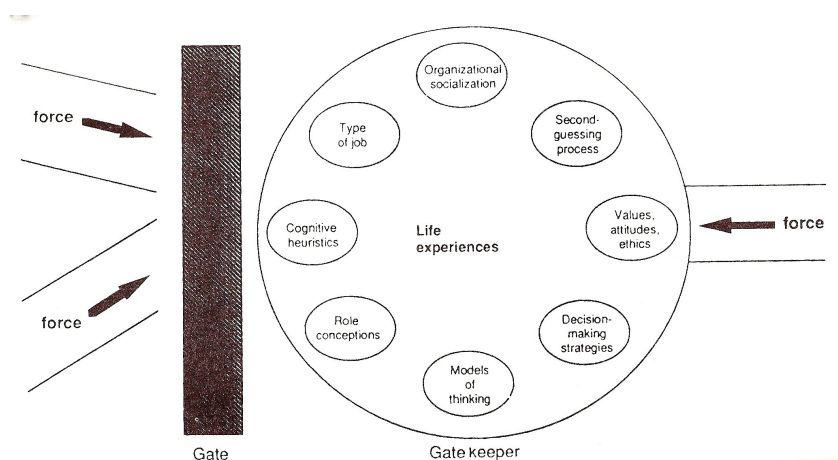 Organizational
socialization
force
Type
of job
Second-
guessing
process
Cognitive
heuristics
Life
experiences
Values,
attitudes,
ethics
force
force
Role
conceptions
Decision-
making
strategies
Models
of
thinking
Gate
Gate keeper